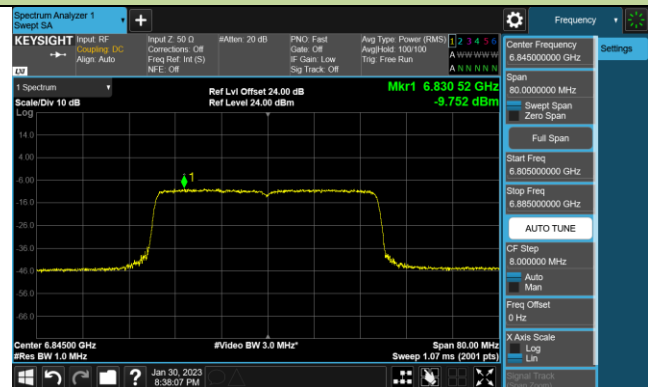 Spectrum Analyzer 1
Swept SA
Frequency
KEYSIGHT
Input: RF
Coupling: DC
Align: Auto
Input Z: 50 Ω
Corrections: Off
Freq Ref: Int (S)
NFE: Off
#Atten: 20 dB
PNO: Fast
Gate: Off
IF Gain: Low
Sig Track: Off
Avg Type: Power (RMS)
Avg|Hold: 100/100
Trig: Free Run
1 2 3 4 5 6
A W W W W W
A N N N N N
LXI
1 Spectrum
Scale/Div 10 dB
Log
Ref Lvl Offset 24.00 dB
Ref Level 24.00 dBm
Mkr1 6.830 52 GHz
-9.752 dBm
1
14.0
4.00
-6.00
-16.0
-26.0
-36.0
-46.0
-56.0
-66.0
Center 6.84500 GHz
#Res BW 1.0 MHz
#Video BW 3.0 MHz*
Span 80.00 MHz
Sweep 1.07 ms (2001 pts)
Jan 30, 2023
8:38:07 PM
Center Frequency
6.845000000 GHz
Span
80.0000000 MHz
Swept Span
Zero Span
Full Span
Start Freq
6.805000000 GHz
Stop Freq
6.885000000 GHz
AUTO TUNE
CF Step
8.000000 MHz
Auto
Man
Freq Offset
0 Hz
X Axis Scale
Log
Lin
Signal Track
(Span Zoom)
Settings